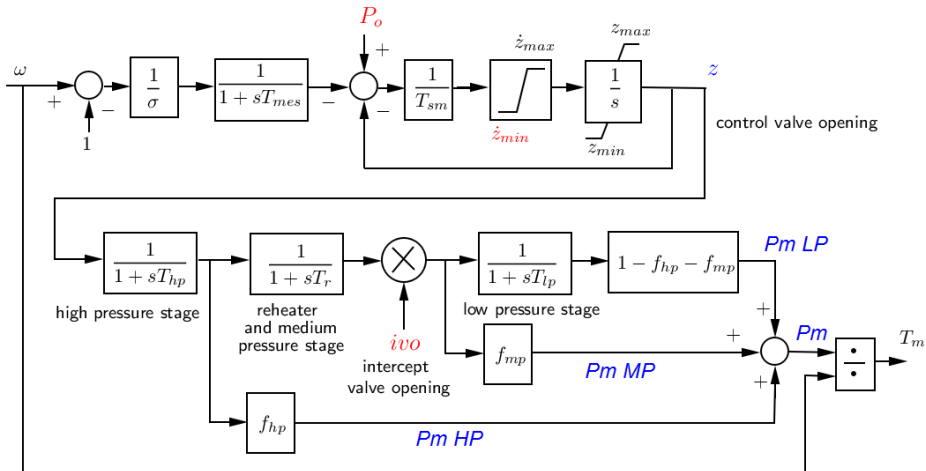 P_o
ż_max
z_max
ω
+
−
1
1/σ
1/(1 + sT_mes)
−
+
−
1/T_sm
ż_min
1/s
z_min
z
control valve opening
1/(1 + sT_hp)
high pressure stage
1/(1 + sT_r)
reheater
and medium
pressure stage
×
ivo
intercept
valve opening
1/(1 + sT_lp)
low pressure stage
1 − f_hp − f_mp
Pm LP
+
+
+
f_mp
Pm MP
f_hp
Pm HP
Pm
÷
T_m